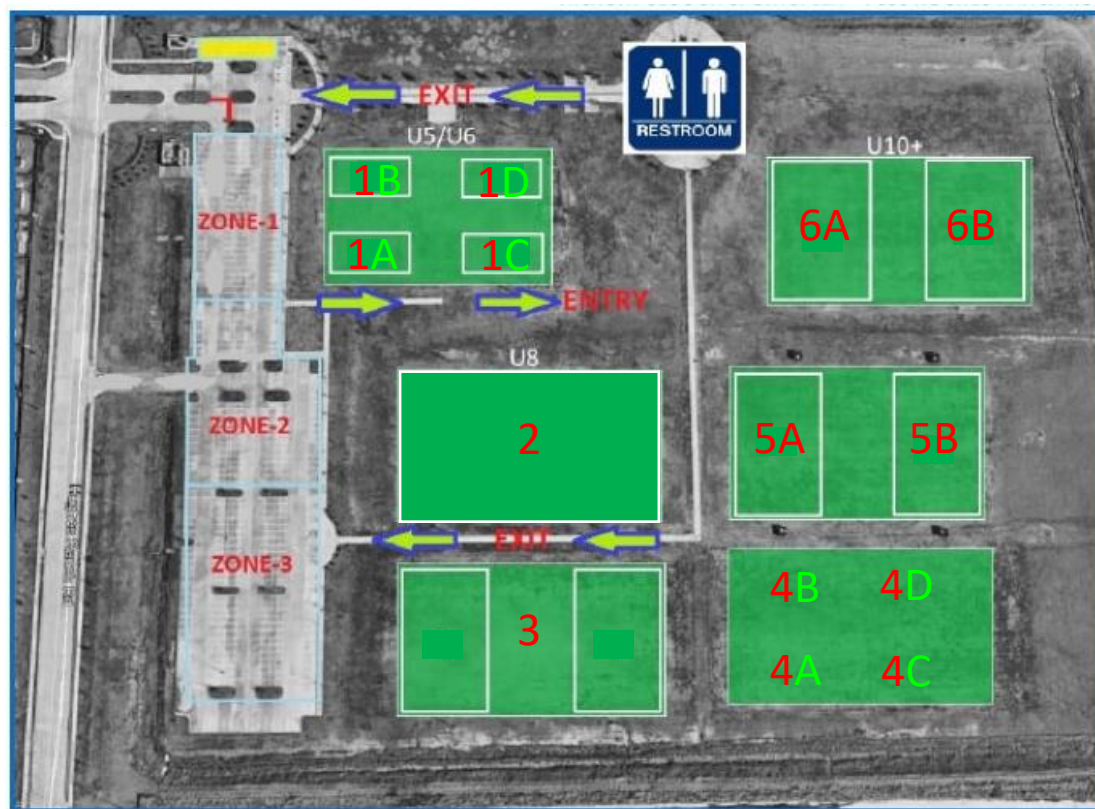 EXIT
RESTROOM
U5/U6
U10+
1B
1D
6A
6B
ZONE-1
1A
1C
ENTRY
U8
ZONE-2
2
5A
5B
EXIT
ZONE-3
4B
4D
3
4A
4C